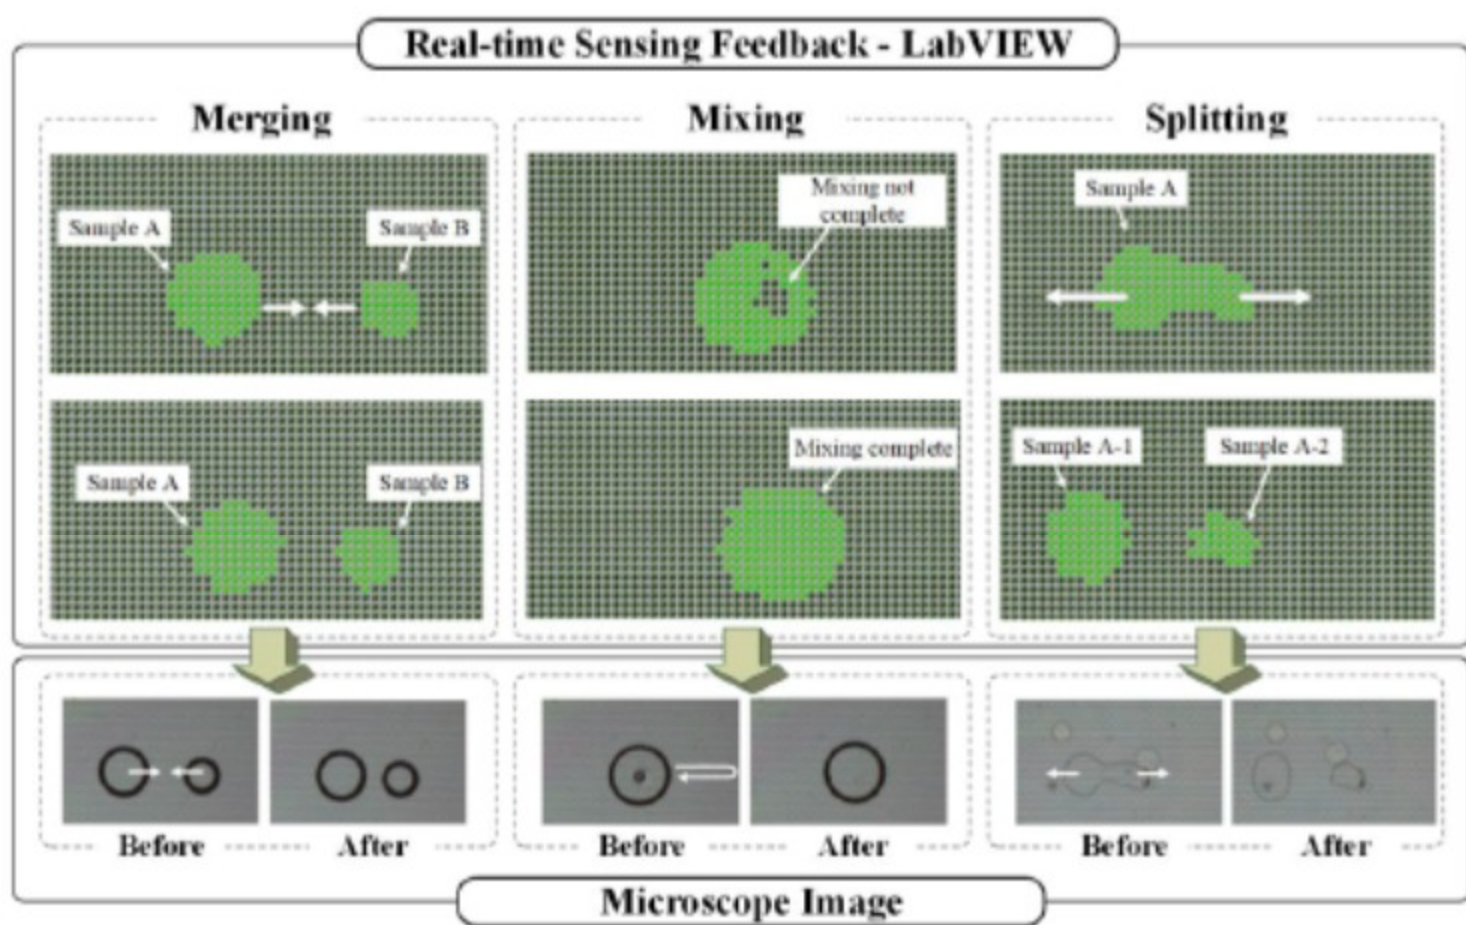 Real-time Sensing Feedback - LabVIEW
Merging
Mixing
Splitting
Sample A
Sample B
Mixing not
complete
Sample A
Sample A
Sample B
Mixing complete
Sample A-1
Sample A-2
Before
After
Before
After
Before
After
Microscope Image